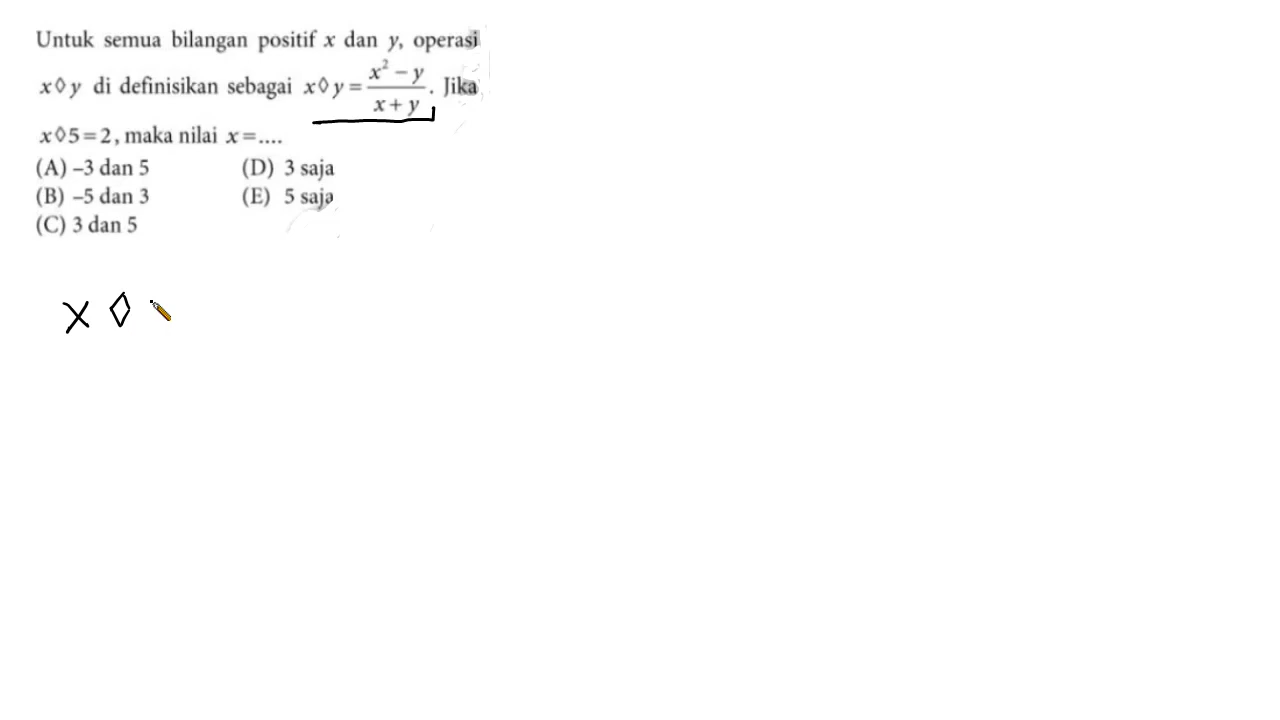 Untuk semua bilangan positif x dan y, operasi
x◊y di definisikan sebagai x◊y = \frac{x² − y}{x + y}. Jika
x◊5 = 2, maka nilai x = ....
(A) –3 dan 5 (D) 3 saja
(B) –5 dan 3 (E) 5 saja
(C) 3 dan 5
x ◊